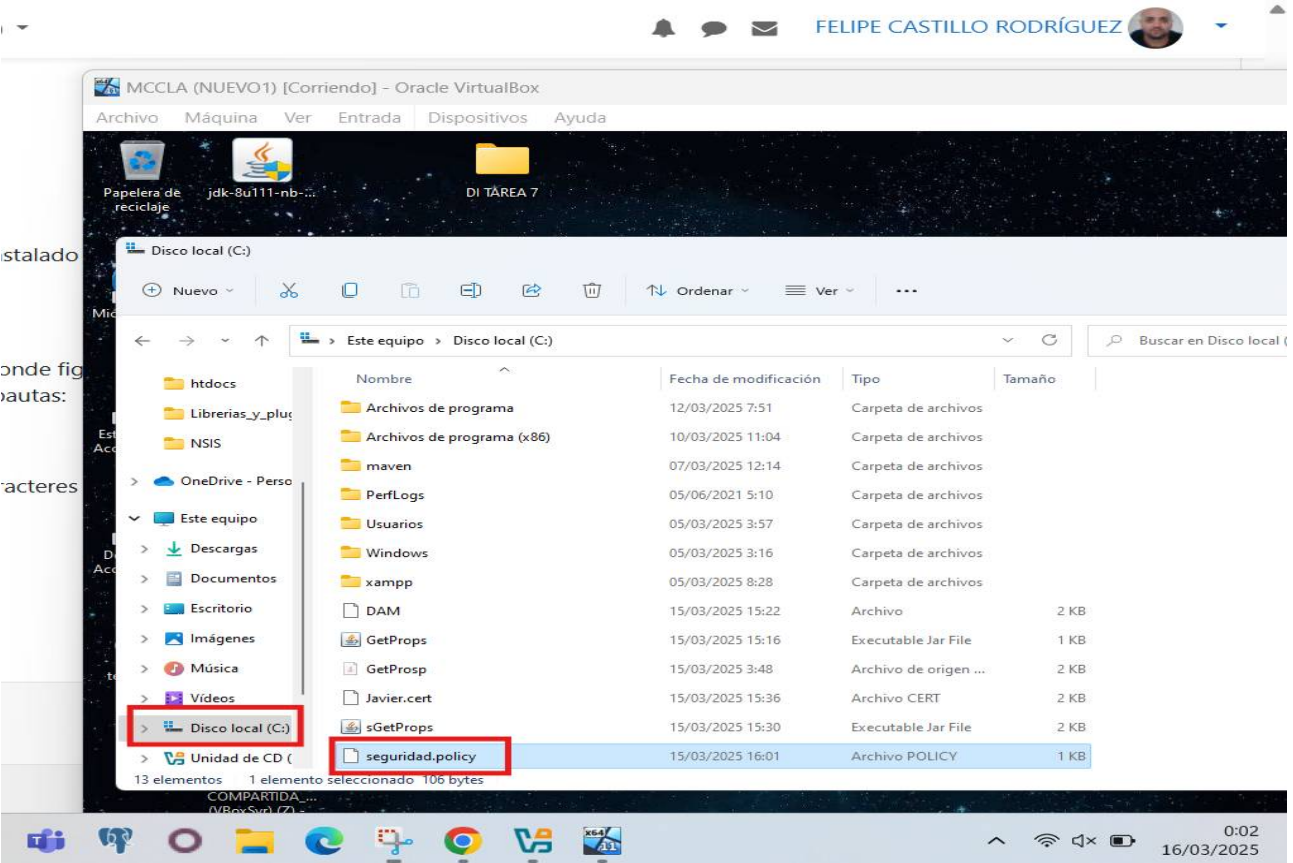 FELIPE CASTILLO RODRÍGUEZ
MCCLA (NUEVO1) [Corriendo] - Oracle VirtualBox
Archivo Máquina Ver Entrada Dispositivos Ayuda
Papelera de reciclaje
jdk-8u111-nb-...
DI TAREA 7
stalado
Disco local (C:)
Nuevo Ordenar Ver ...
Este equipo > Disco local (C:) Buscar en Disco local (
onde fig
pautas:
racteres
htdocs
Librerias_y_plug
NSIS
OneDrive - Perso
Este equipo
Descargas
Documentos
Escritorio
Imágenes
Música
Vídeos
Disco local (C:)
Unidad de CD (
Nombre Fecha de modificación Tipo Tamaño
Archivos de programa 12/03/2025 7:51 Carpeta de archivos
Archivos de programa (x86) 10/03/2025 11:04 Carpeta de archivos
maven 07/03/2025 12:14 Carpeta de archivos
PerfLogs 05/06/2021 5:10 Carpeta de archivos
Usuarios 05/03/2025 3:57 Carpeta de archivos
Windows 05/03/2025 3:16 Carpeta de archivos
xampp 05/03/2025 8:28 Carpeta de archivos
DAM 15/03/2025 15:22 Archivo 2 KB
GetProps 15/03/2025 15:16 Executable Jar File 1 KB
GetProsp 15/03/2025 3:48 Archivo de origen ... 2 KB
Javier.cert 15/03/2025 15:36 Archivo CERT 2 KB
sGetProps 15/03/2025 15:30 Executable Jar File 2 KB
seguridad.policy 15/03/2025 16:01 Archivo POLICY 1 KB
13 elementos 1 elemento seleccionado 106 bytes
COMPARTIDA_...
(VBoxSvr) (Z) -
0:02
16/03/2025